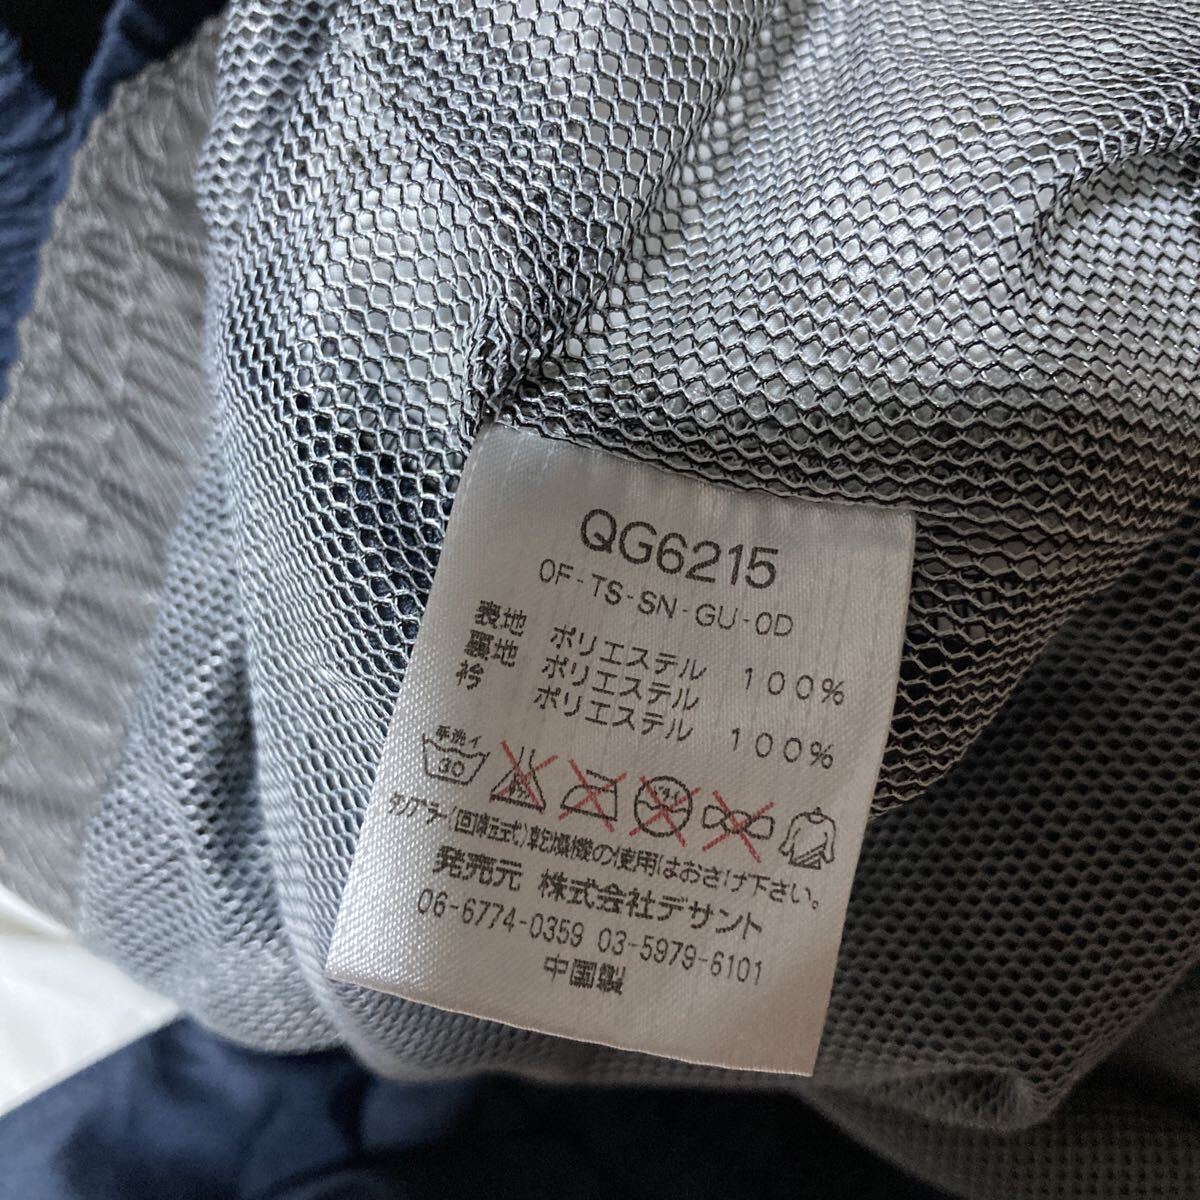 QG6215
OF-TS-SN-GU-OD
表地 ポリエステル 100%
裏地 ポリエステル
衿 ポリエステル 100%
手洗イ
30
タンブラー(回転式)乾燥機の使用はおさけ下さい。
発売元 株式会社デサント
06-6774-0359 03-5979-6101
中国製